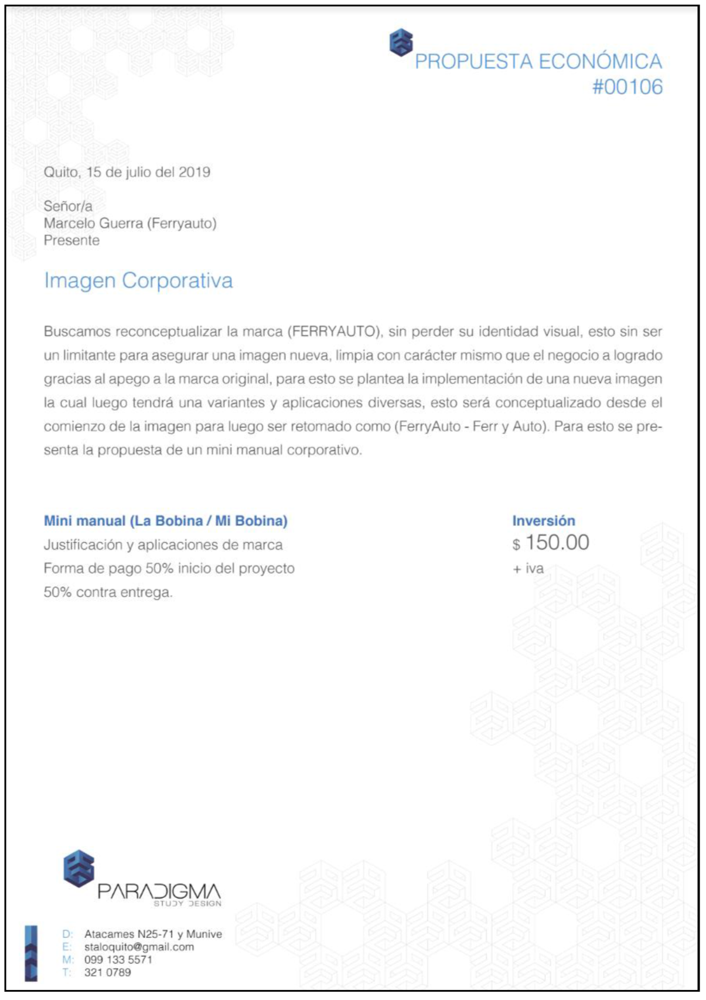 PROPUESTA ECONÓMICA
#00106
Quito, 15 de julio del 2019
Señor/a
Marcelo Guerra (Ferryauto)
Presente
Imagen Corporativa
Buscamos reconceptualizar la marca (FERRYAUTO), sin perder su identidad visual, esto sin ser
un limitante para asegurar una imagen nueva, limpia con carácter mismo que el negocio a logrado
gracias al apego a la marca original, para esto se plantea la implementación de una nueva imagen
la cual luego tendrá una variantes y aplicaciones diversas, esto será conceptualizado desde el
comienzo de la imagen para luego ser retomado como (FerryAuto - Ferr y Auto). Para esto se pre-
senta la propuesta de un mini manual corporativo.
Mini manual (La Bobina / Mi Bobina)
Justificación y aplicaciones de marca
Forma de pago 50% inicio del proyecto
50% contra entrega.
Inversión
$ 150.00
+ iva
PARADIGMA
STUDY DESIGN
D: Atacames N25-71 y Munive
E: staloquito@gmail.com
M: 099 133 5571
T: 321 0789